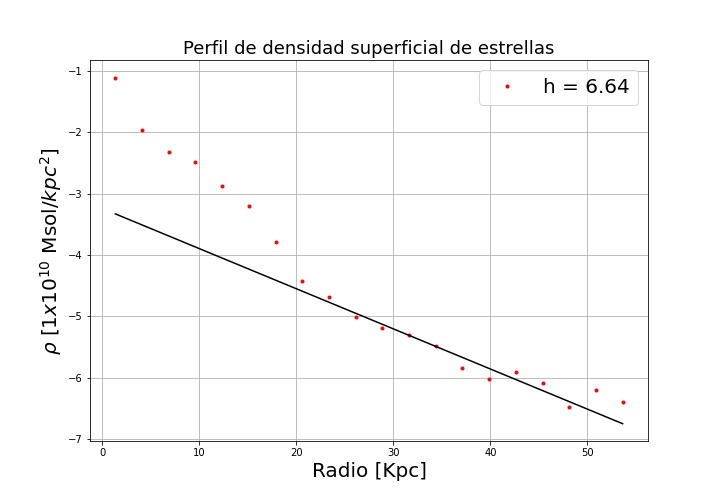 Perfil de densidad superficial de estrellas
h = 6.64
−1
−2
−3
−4
−5
−6
−7
ρ [1x10¹⁰ Msol/kpc²]
0 10 20 30 40 50
Radio [Kpc]